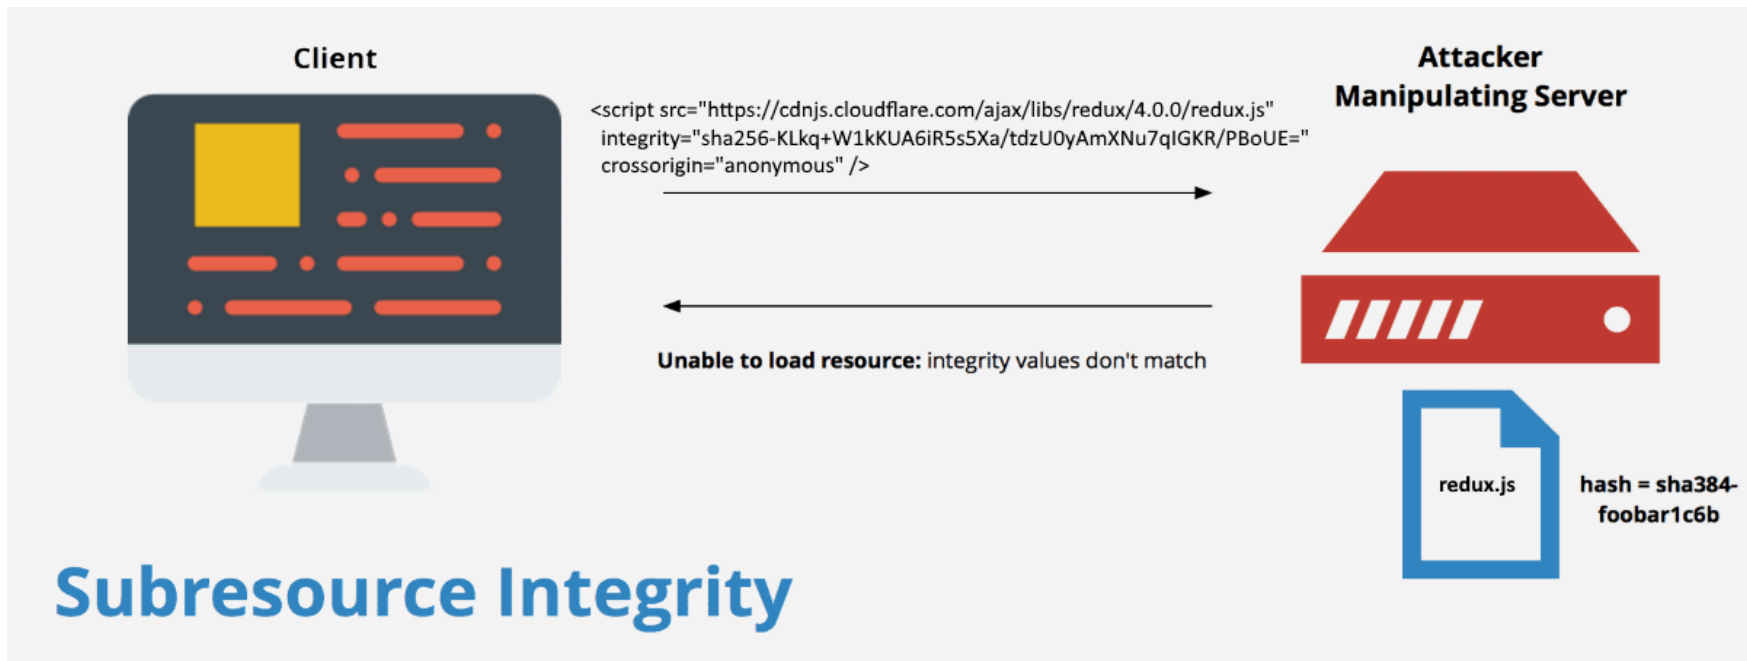 Client
Attacker
Manipulating Server
<script src="https://cdnjs.cloudflare.com/ajax/libs/redux/4.0.0/redux.js"
integrity="sha256-KLkq+W1kKUA6iR5s5Xa/tdzU0yAmXNu7qIGKR/PBoUE="
crossorigin="anonymous" />
Unable to load resource: integrity values don't match
redux.js
hash = sha384-
foobar1c6b
Subresource Integrity